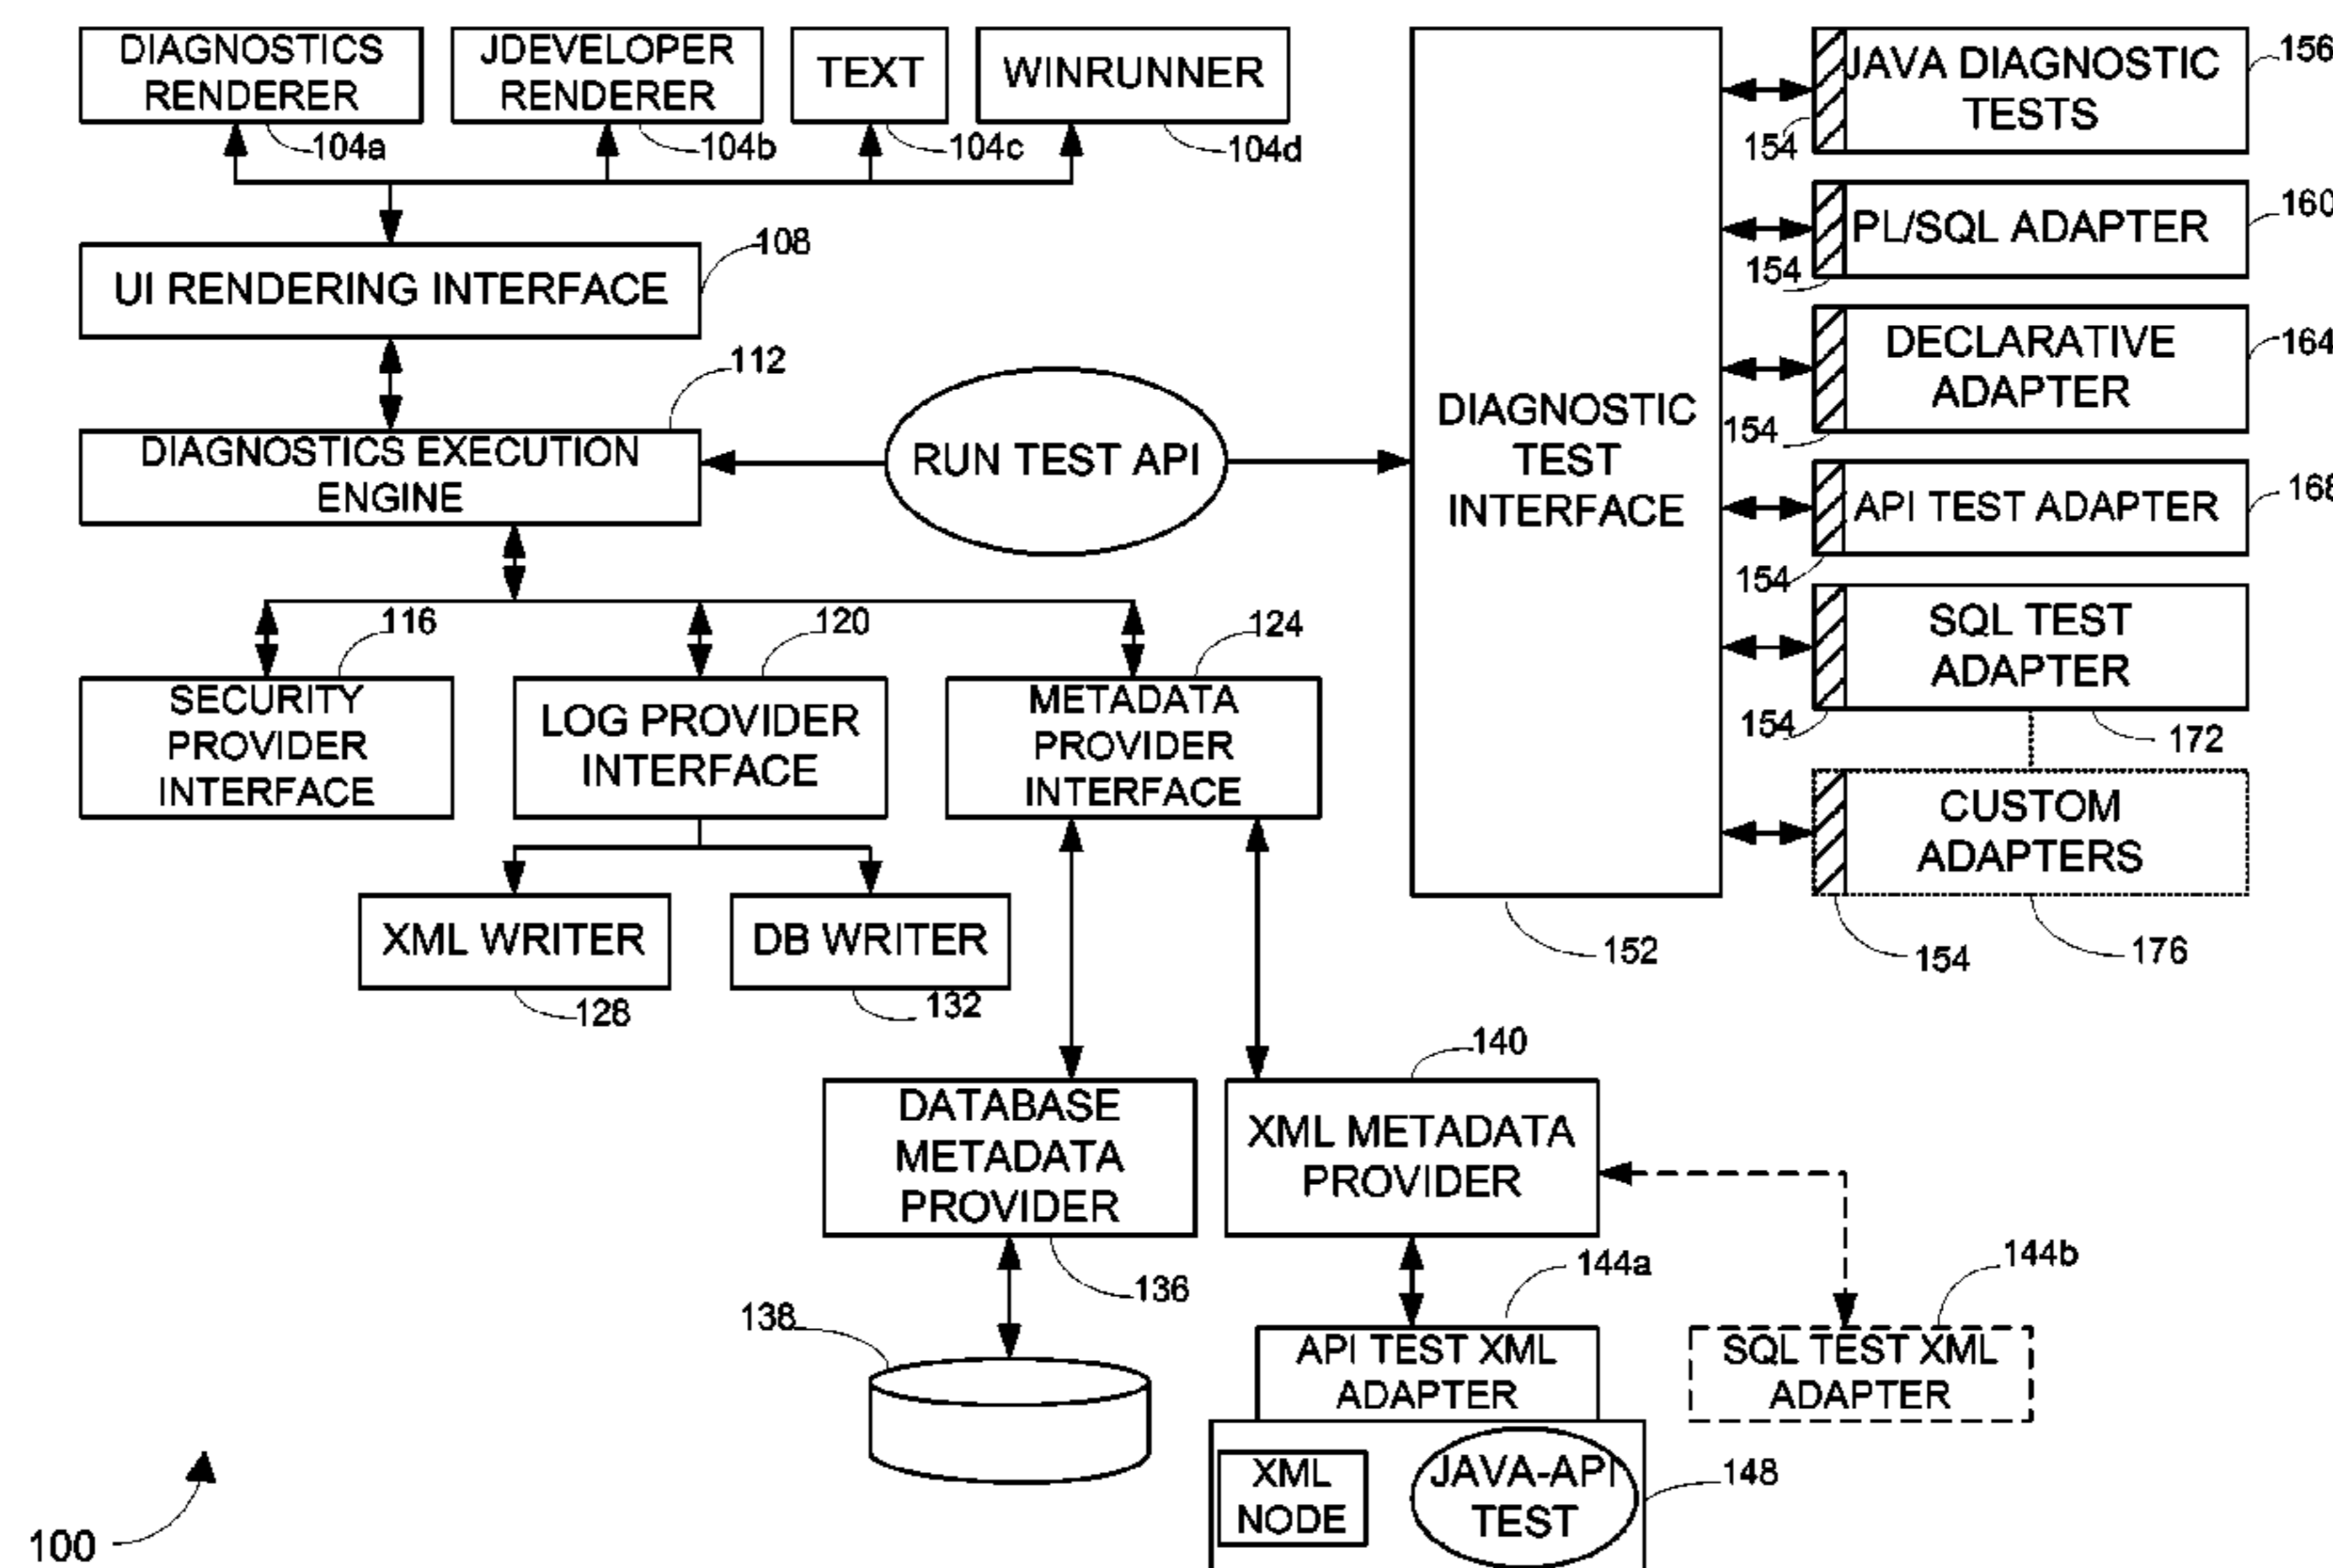 DIAGNOSTICS
RENDERER
104a
JDEVELOPER
RENDERER
104b
TEXT
104c
WINRUNNER
104d
UI RENDERING INTERFACE
108
DIAGNOSTICS EXECUTION
ENGINE
112
RUN TEST API
SECURITY
PROVIDER
INTERFACE
116
LOG PROVIDER
INTERFACE
120
METADATA
PROVIDER
INTERFACE
124
XML WRITER
128
DB WRITER
132
DATABASE
METADATA
PROVIDER
136
138
XML METADATA
PROVIDER
140
API TEST XML
ADAPTER
144a
SQL TEST XML
ADAPTER
144b
XML
NODE
JAVA-API
TEST
148
DIAGNOSTIC
TEST
INTERFACE
152
JAVA DIAGNOSTIC
TESTS
156
154
PL/SQL ADAPTER
160
154
DECLARATIVE
ADAPTER
164
154
API TEST ADAPTER
168
154
SQL TEST
ADAPTER
172
154
CUSTOM
ADAPTERS
176
154
100